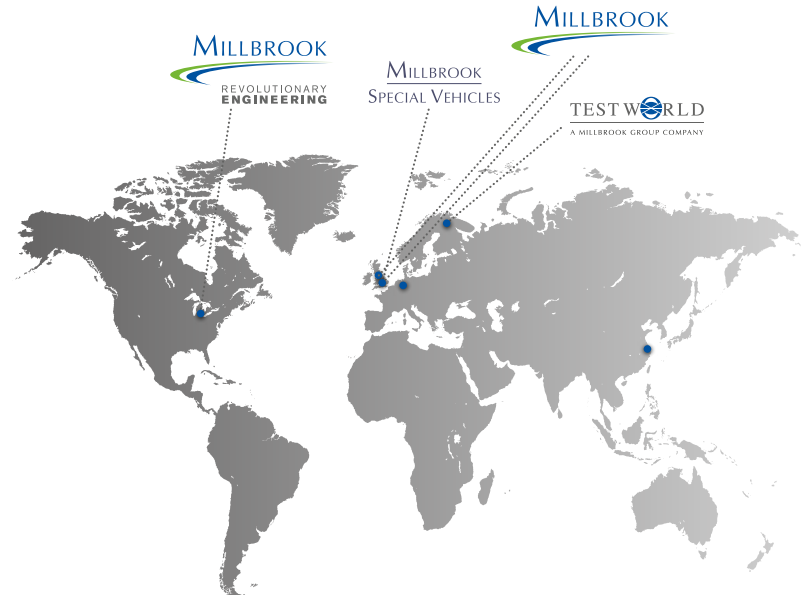 MILLBROOK
MILLBROOK
REVOLUTIONARY
ENGINEERING
MILLBROOK
SPECIAL VEHICLES
TEST WORLD
A MILLBROOK GROUP COMPANY